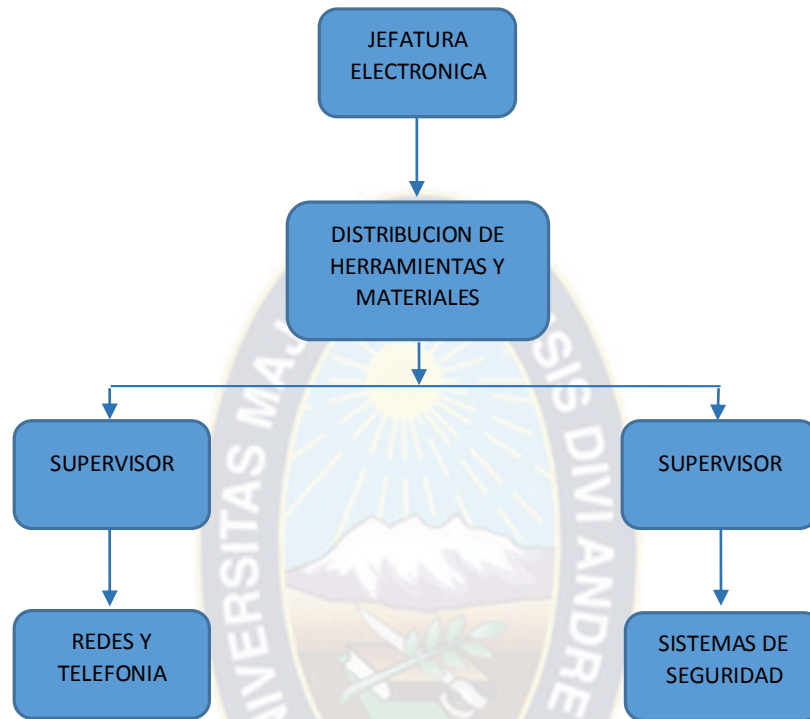 JEFATURA
ELECTRONICA
DISTRIBUCION DE
HERRAMIENTAS Y
MATERIALES
SUPERVISOR
SUPERVISOR
REDES Y
TELEFONIA
SISTEMAS DE
SEGURIDAD